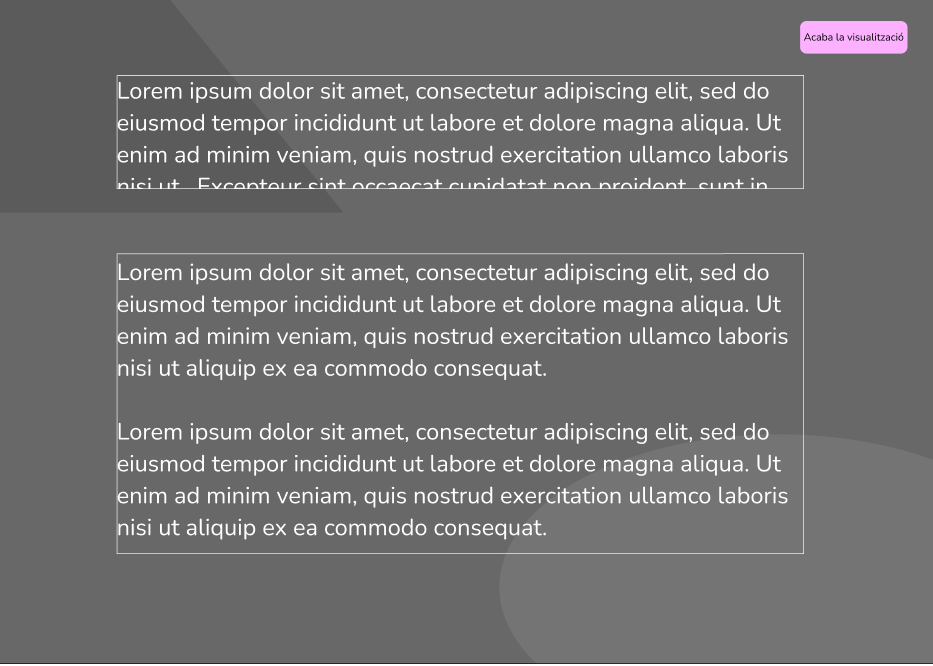 Acaba la visualització
Lorem ipsum dolor sit amet, consectetur adipiscing elit, sed do
eiusmod tempor incididunt ut labore et dolore magna aliqua. Ut
enim ad minim veniam, quis nostrud exercitation ullamco laboris
nisi ut . Excepteur sint occaecat cupidatat non proident, sunt in
Lorem ipsum dolor sit amet, consectetur adipiscing elit, sed do
eiusmod tempor incididunt ut labore et dolore magna aliqua. Ut
enim ad minim veniam, quis nostrud exercitation ullamco laboris
nisi ut aliquip ex ea commodo consequat.
Lorem ipsum dolor sit amet, consectetur adipiscing elit, sed do
eiusmod tempor incididunt ut labore et dolore magna aliqua. Ut
enim ad minim veniam, quis nostrud exercitation ullamco laboris
nisi ut aliquip ex ea commodo consequat.